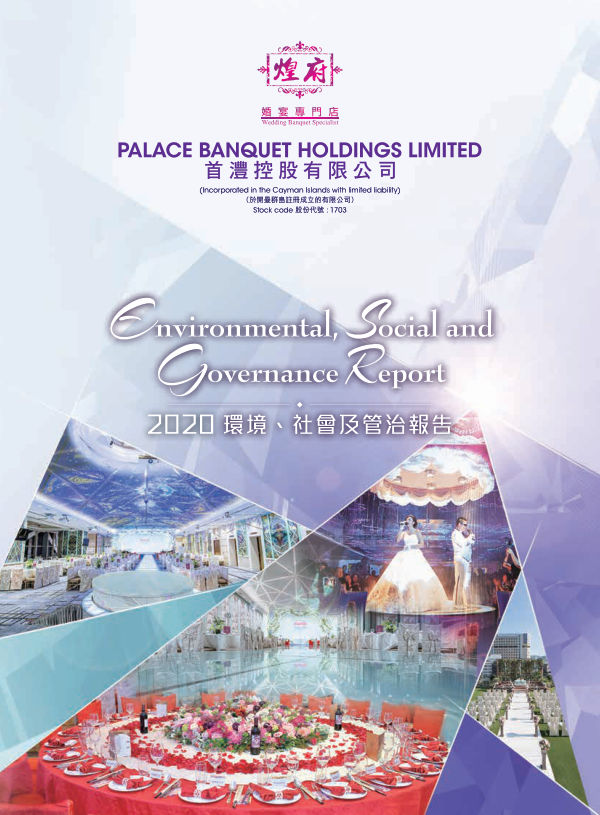 煌府
婚宴專門店
Wedding Banquet Specialist
PALACE BANQUET HOLDINGS LIMITED
首灃控股有限公司
(Incorporated in the Cayman Islands with limited liability)
（於開曼群島註冊成立的有限公司）
Stock code 股份代號 : 1703
Environmental, Social and
Governance Report
2020 環境、社會及管治報告